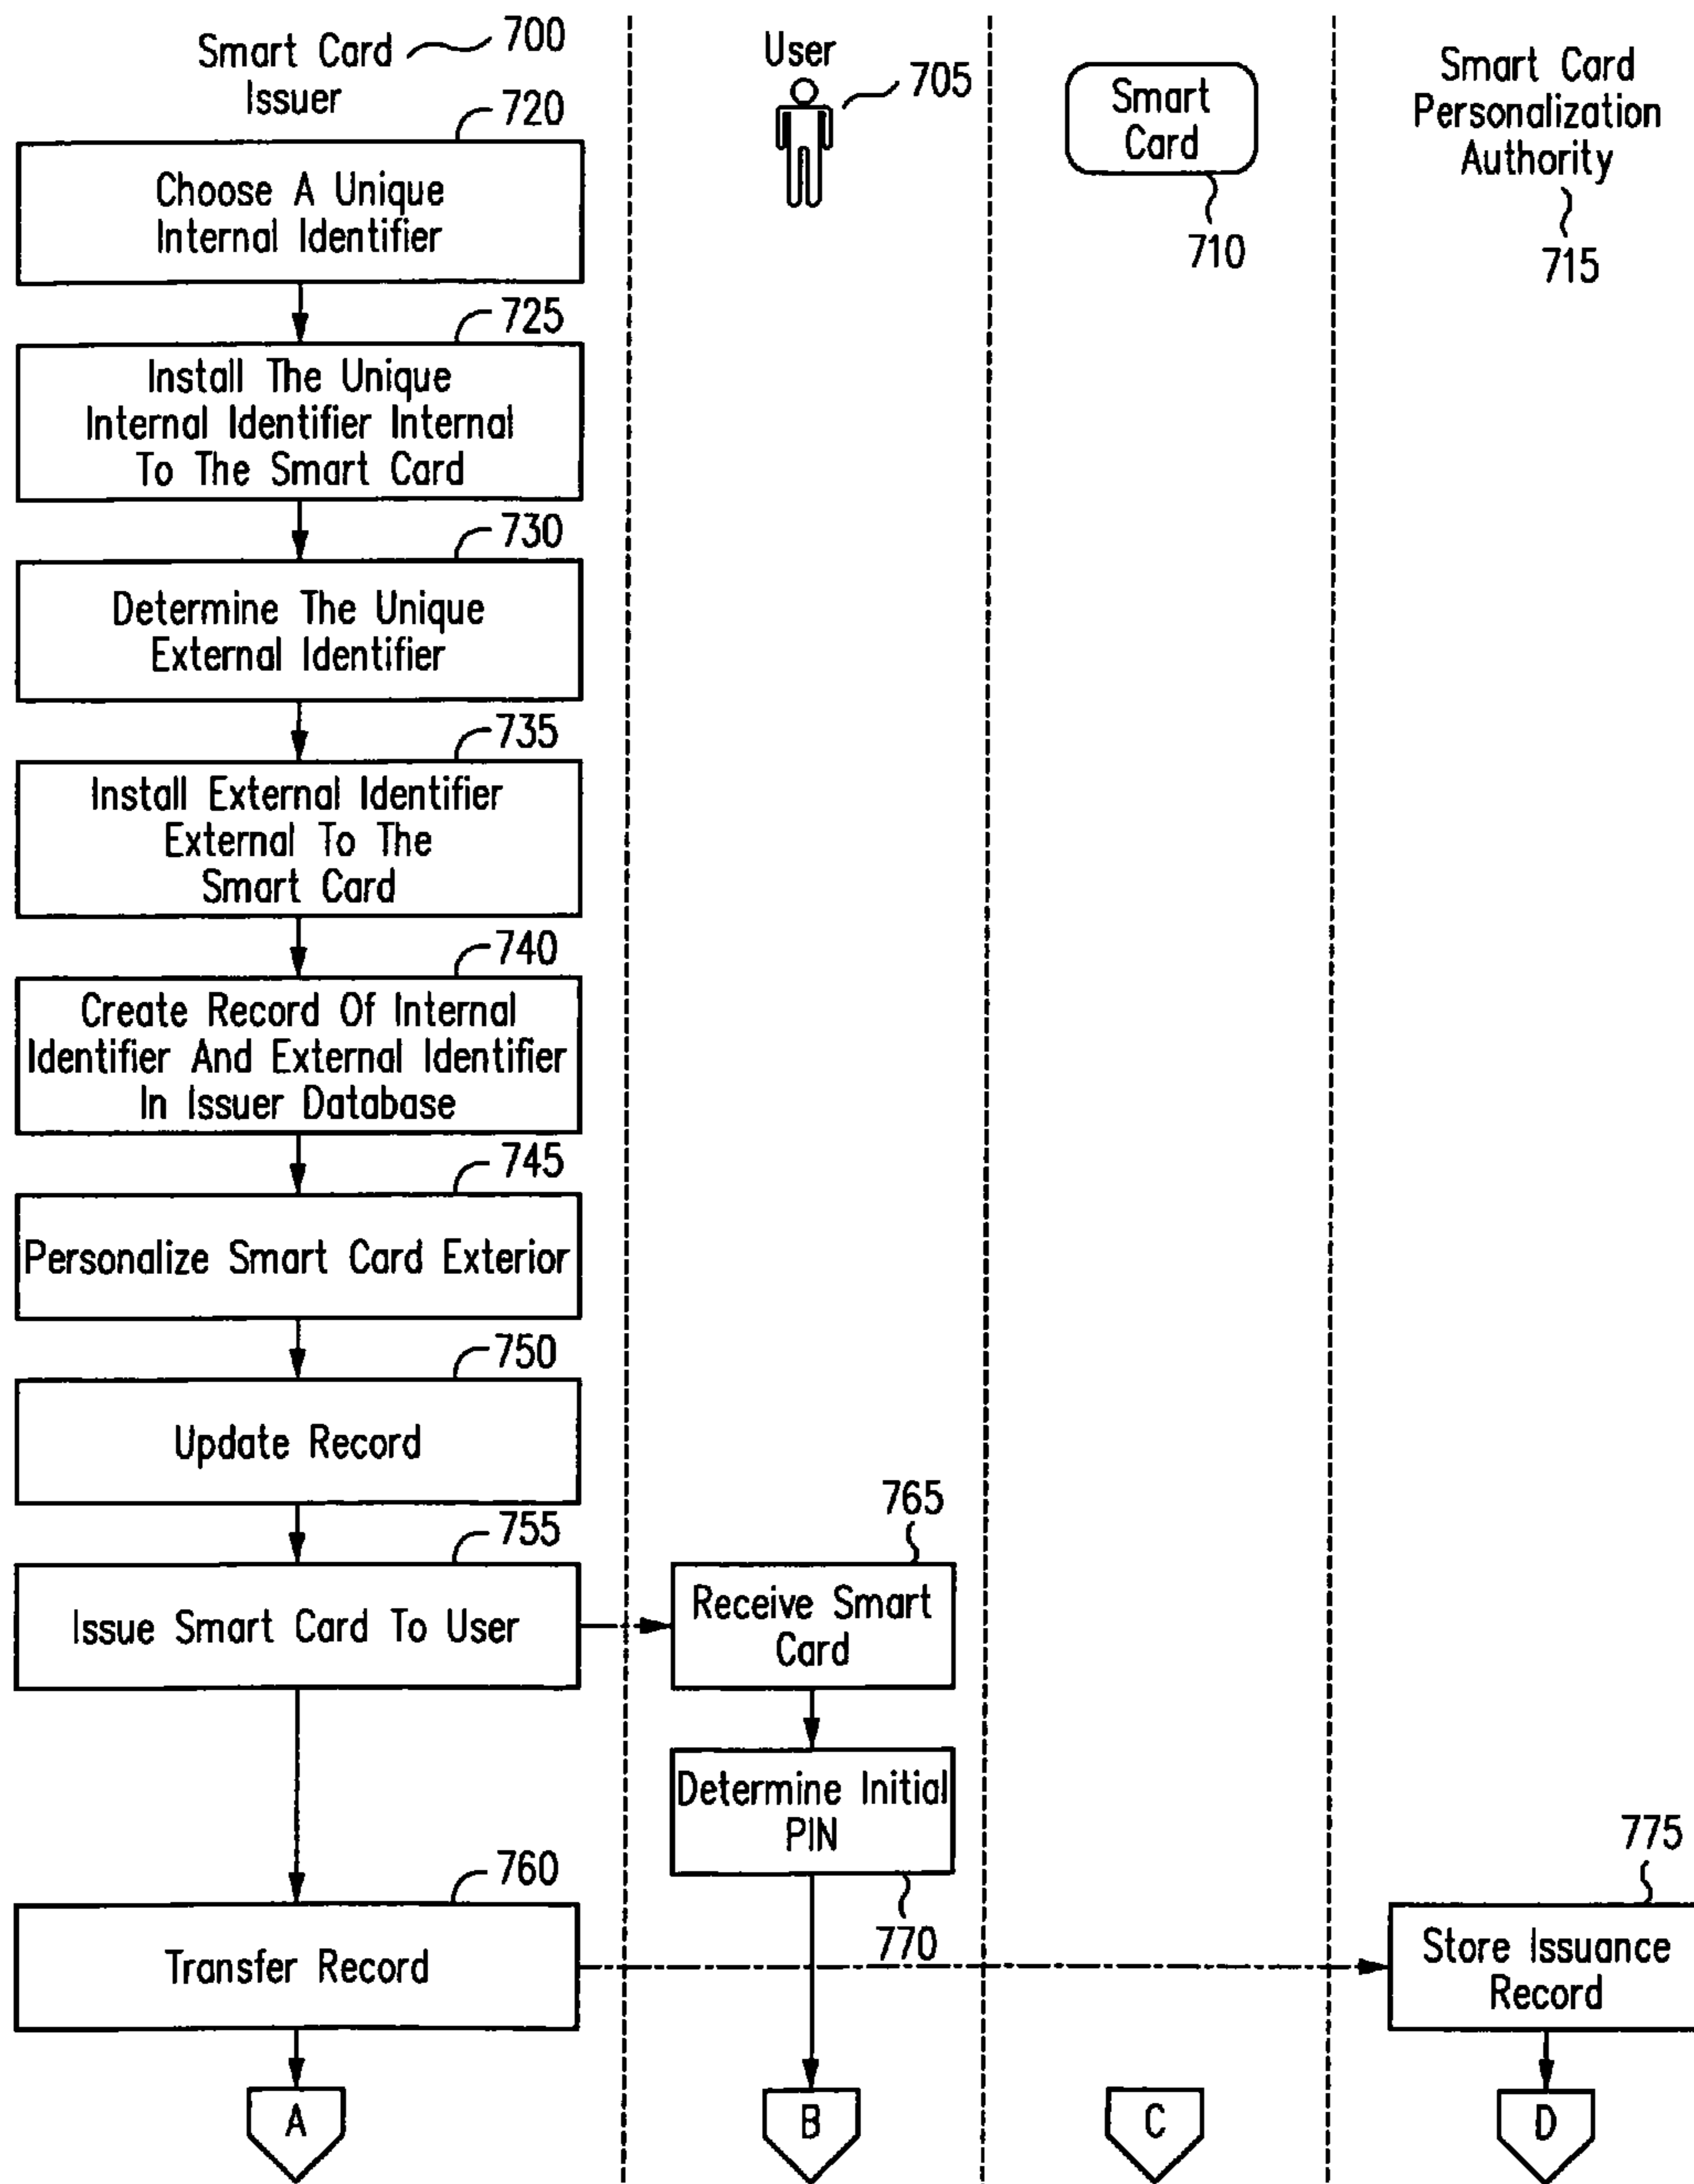 Smart Card
Issuer
700
User
705
Smart
Card
710
Smart Card
Personalization
Authority
715
720
Choose A Unique
Internal Identifier
725
Install The Unique
Internal Identifier Internal
To The Smart Card
730
Determine The Unique
External Identifier
735
Install External Identifier
External To The
Smart Card
740
Create Record Of Internal
Identifier And External Identifier
In Issuer Database
745
Personalize Smart Card Exterior
750
Update Record
755
Issue Smart Card To User
765
Receive Smart
Card
Determine Initial
PIN
770
760
Transfer Record
775
Store Issuance
Record
A
B
C
D